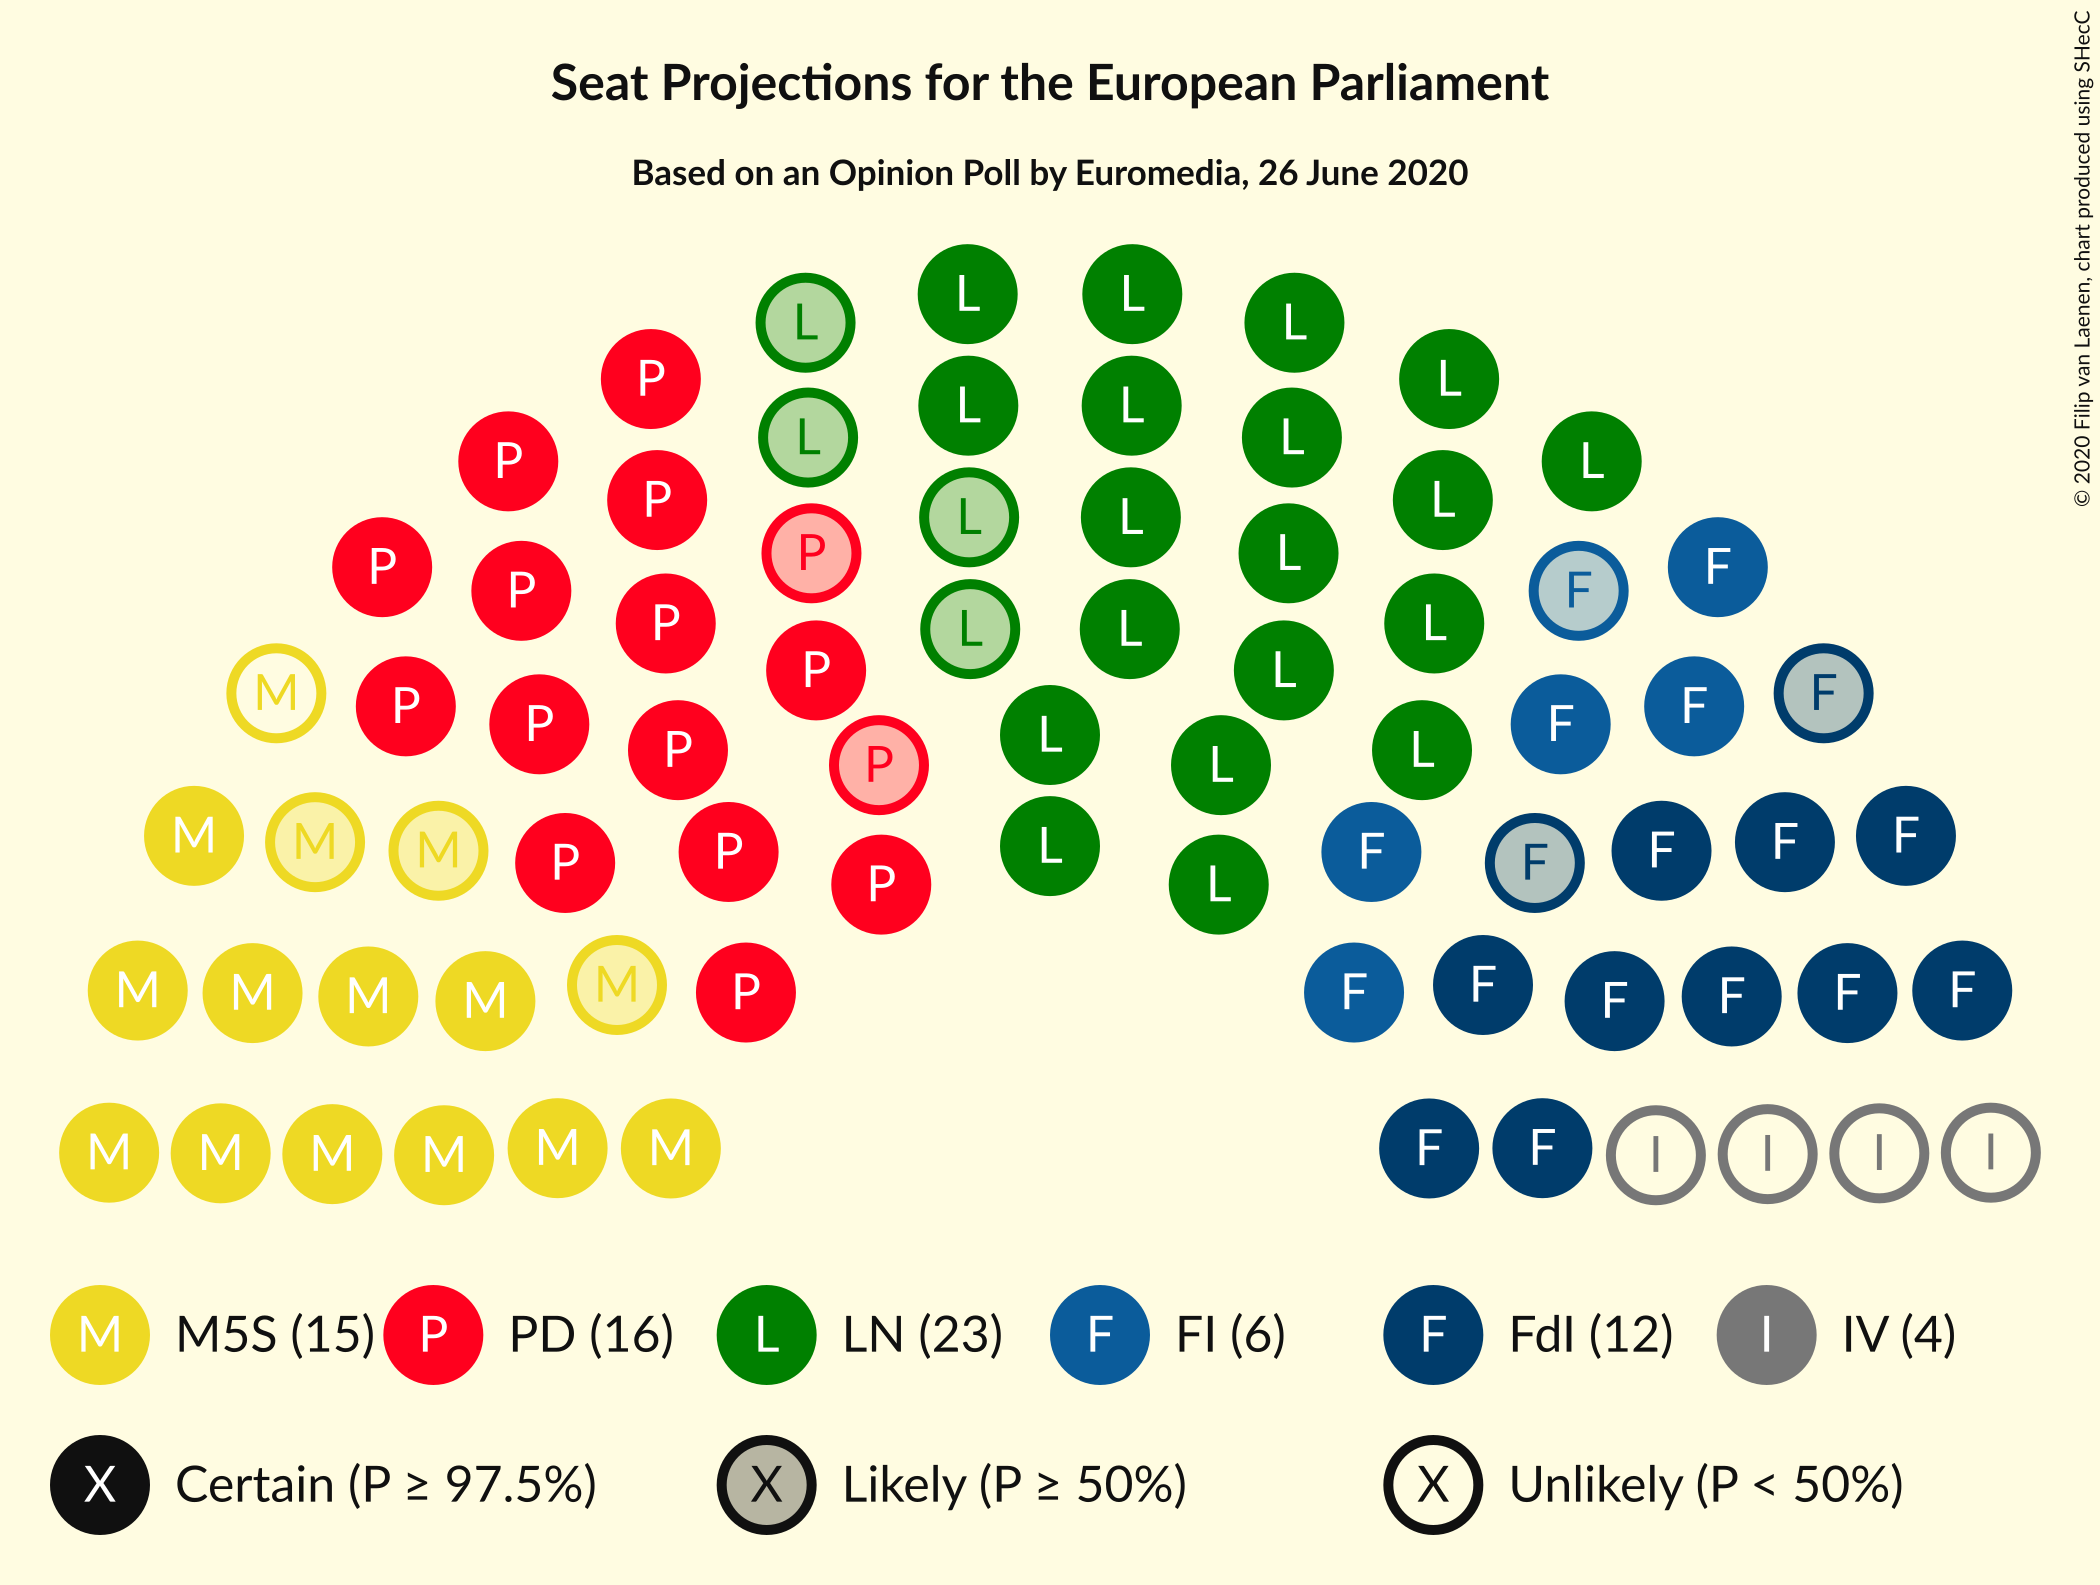 Seat Projections for the European Parliament
Based on an Opinion Poll by Euromedia, 26 June 2020
© 2020 Filip van Laenen, chart produced using SHecC
L L L L
P L
L L L L
P L
P L
P L L
P L L
P F F
P L
P L L L L
P M F F
P P F
P L L
P L
M M M P P L F F F F F
P L
M M M M M P F F F F F F
M M M M M M F F I I I I
M M5S (15) P PD (16) L LN (23) F FI (6) F FdI (12) I IV (4)
X Certain (P ≥ 97.5%) X Likely (P ≥ 50%) X Unlikely (P < 50%)